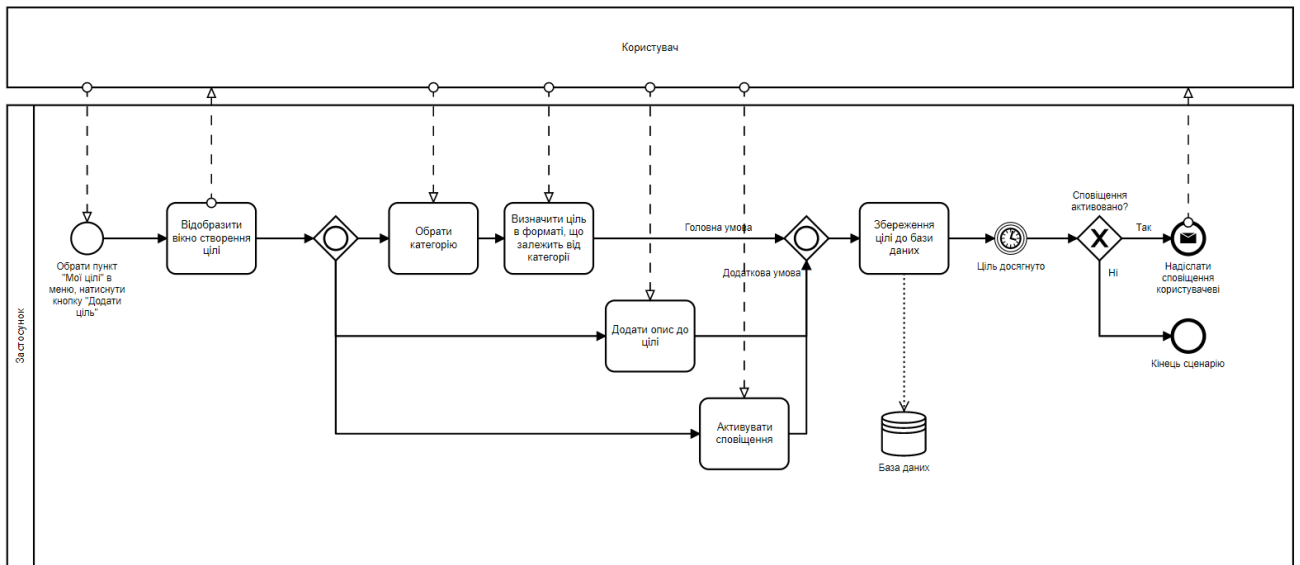 Користувач
Застосунок
Обрати пункт
"Мої цілі" в
меню, натиснути
кнопку "Додати
ціль"
Відобразити
вікно створення
цілі
Обрати
категорію
Визначити ціль
в форматі, що
залежить від
категорії
Головна умова
Додаткова умова
Додати опис до
цілі
Активувати
сповіщення
Збереження
цілі до бази
даних
База даних
Ціль досягнуто
Сповіщення
активовано?
Так
Ні
Надіслати
сповіщення
користувачеві
Кінець сценарію